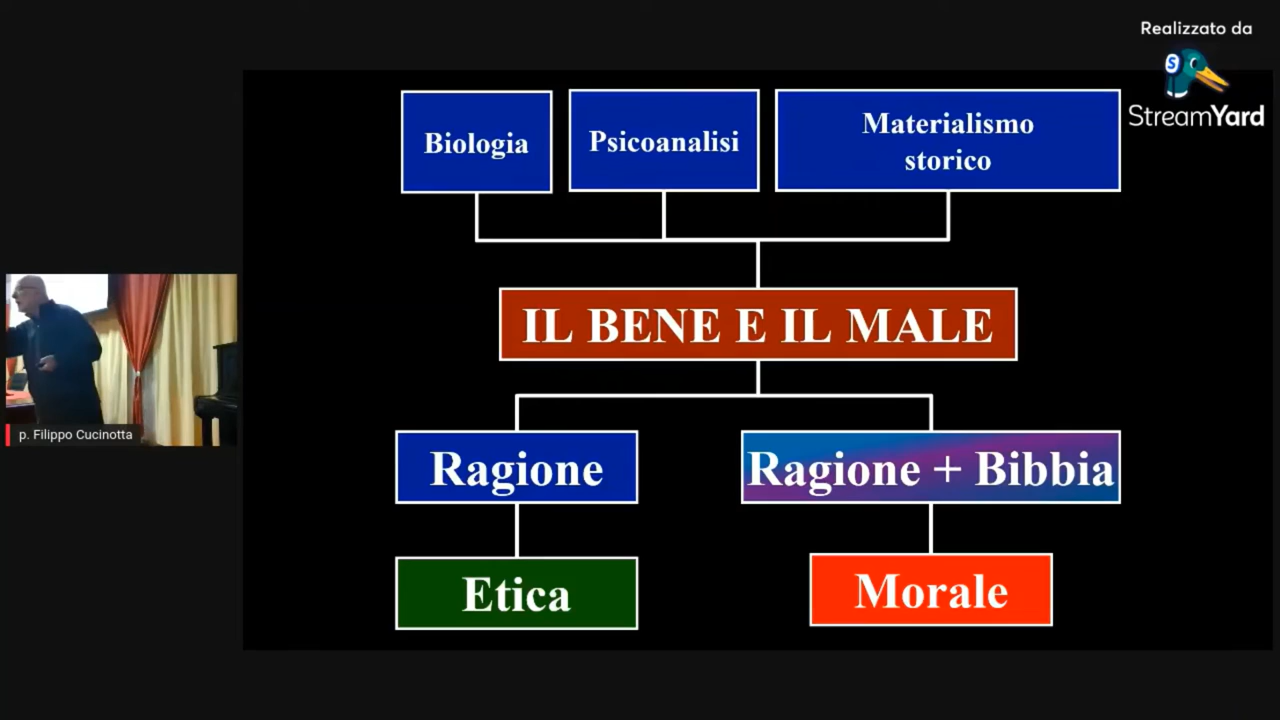 Realizzato da
StreamYard
Biologia
Psicoanalisi
Materialismo
storico
IL BENE E IL MALE
Ragione
Ragione + Bibbia
Etica
Morale
p. Filippo Cucinotta